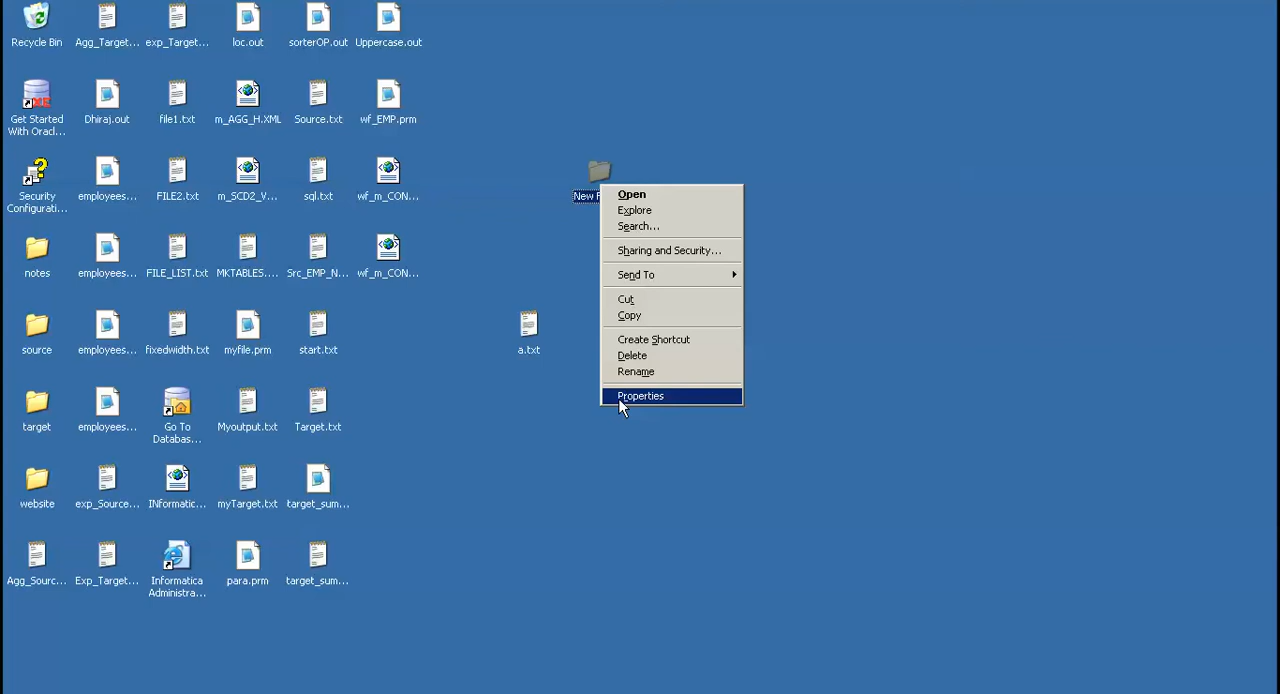 Recycle Bin
Agg_Target...
exp_Target...
loc.out
sorterOP.out
Uppercase.out
Get Started
With Oracl...
Dhiraj.out
file1.txt
m_AGG_H.XML
Source.txt
wf_EMP.prm
Security
Configurati...
employees...
FILE2.txt
m_SCD2_V...
sql.txt
wf_m_CON...
notes
employees...
FILE_LIST.txt
MKTABLES....
Src_EMP_N...
wf_m_CON...
source
employees...
fixedwidth.txt
myfile.prm
start.txt
a.txt
target
employees...
Go To
Databas...
Myoutput.txt
Target.txt
website
exp_Source...
INformatic...
myTarget.txt
target_sum...
Agg_Sourc...
Exp_Target...
Informatica
Administra...
para.prm
target_sum...
New F
Open
Explore
Search...
Sharing and Security...
Send To
Cut
Copy
Create Shortcut
Delete
Rename
Properties